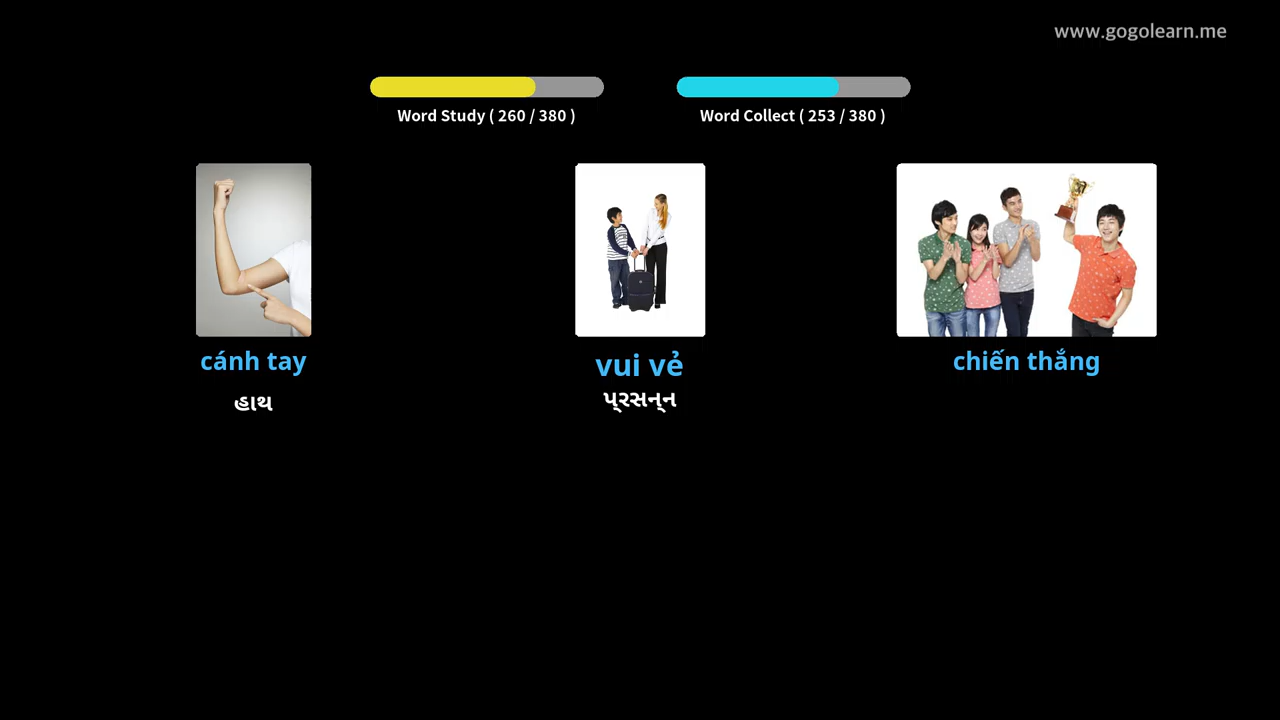 www.gogolearn.me
Word Study ( 260 / 380 )
Word Collect ( 253 / 380 )
cánh tay
vui vẻ
chiến thắng
હાથ
પ્રસન્ન